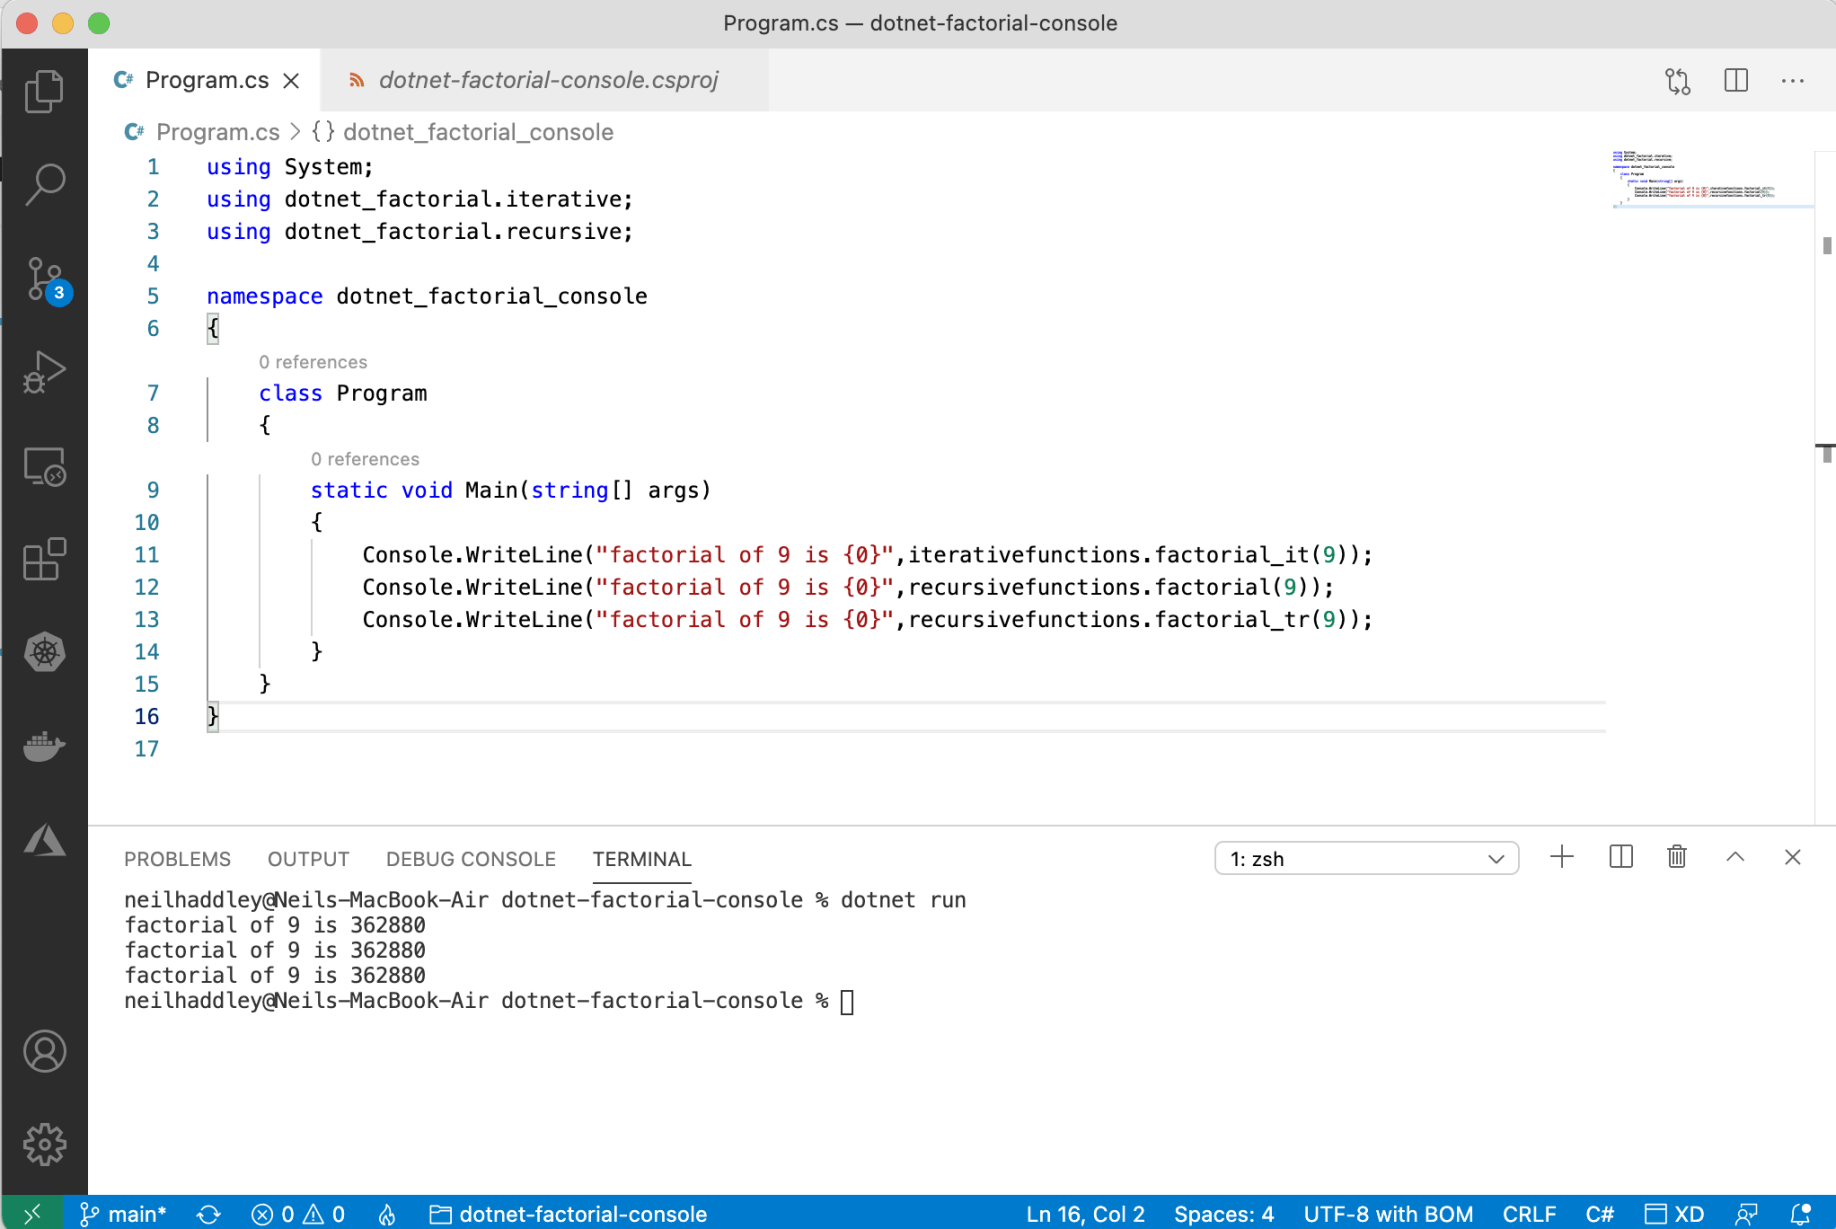 Program.cs — dotnet-factorial-console
C# Program.cs
dotnet-factorial-console.csproj
C# Program.cs > {} dotnet_factorial_console
1 using System;
2 using dotnet_factorial.iterative;
3 using dotnet_factorial.recursive;
4
5 namespace dotnet_factorial_console
6 {
0 references
7 class Program
8 {
0 references
9 static void Main(string[] args)
10 {
11 Console.WriteLine("factorial of 9 is {0}",iterativefunctions.factorial_it(9));
12 Console.WriteLine("factorial of 9 is {0}",recursivefunctions.factorial(9));
13 Console.WriteLine("factorial of 9 is {0}",recursivefunctions.factorial_tr(9));
14 }
15 }
16 }
17
3
PROBLEMS OUTPUT DEBUG CONSOLE TERMINAL 1: zsh
neilhaddley@Neils-MacBook-Air dotnet-factorial-console % dotnet run
factorial of 9 is 362880
factorial of 9 is 362880
factorial of 9 is 362880
neilhaddley@Neils-MacBook-Air dotnet-factorial-console %
main* 0 0 dotnet-factorial-console Ln 16, Col 2 Spaces: 4 UTF-8 with BOM CRLF C# XD